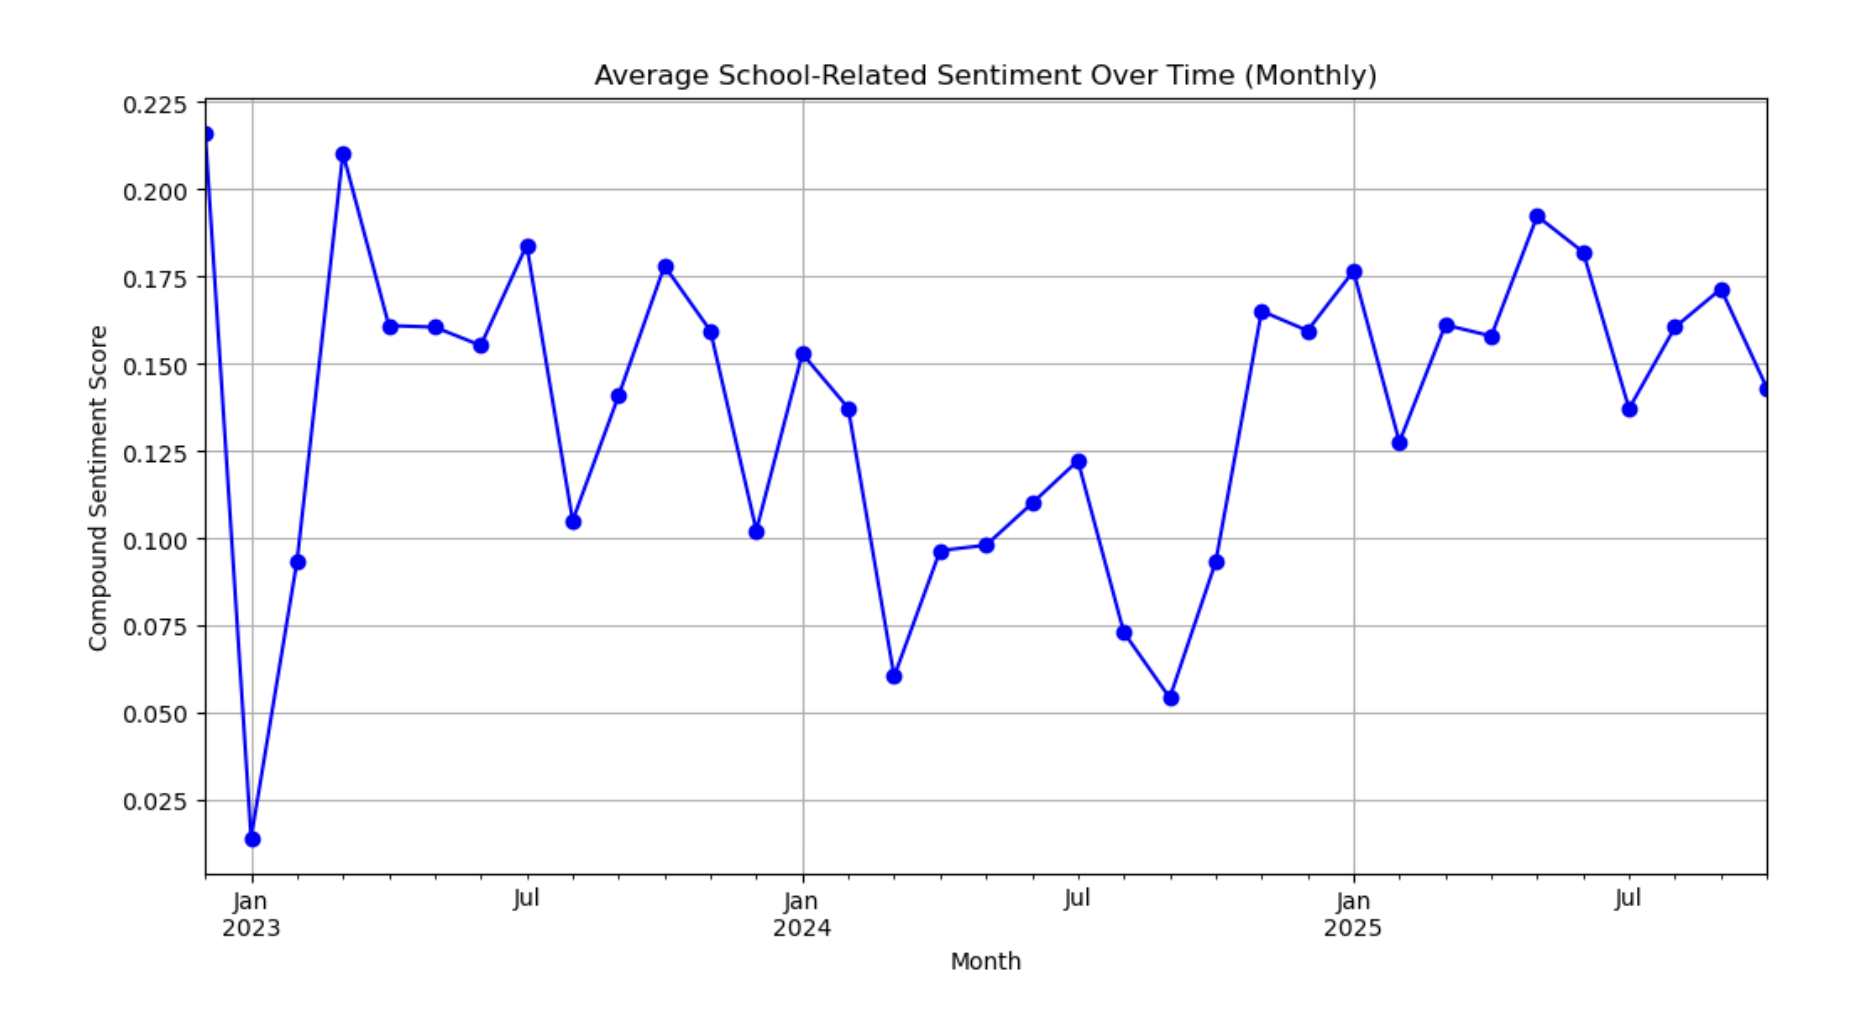 Average School-Related Sentiment Over Time (Monthly)
0.225
0.200
0.175
0.150
0.125
0.100
0.075
0.050
0.025
Compound Sentiment Score
Jan Jul Jan Jul Jan Jul
2023 2024 2025
Month